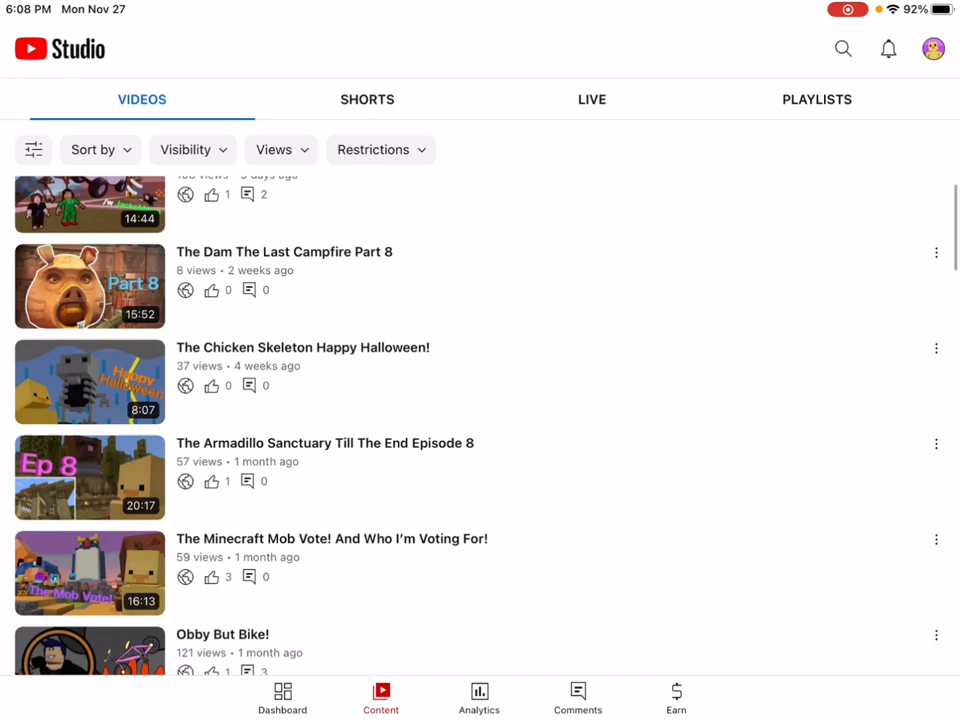 6:08 PM Mon Nov 27
92%
Studio
VIDEOS
SHORTS
LIVE
PLAYLISTS
Sort by
Visibility
Views
Restrictions
1
2
14:44
Part 8
15:52
The Dam The Last Campfire Part 8
8 views • 2 weeks ago
0
0
Happy
Halloween
8:07
The Chicken Skeleton Happy Halloween!
37 views • 4 weeks ago
0
0
Ep 8
20:17
The Armadillo Sanctuary Till The End Episode 8
57 views • 1 month ago
1
0
The Mob Vote!
16:13
The Minecraft Mob Vote! And Who I'm Voting For!
59 views • 1 month ago
3
0
Obby But Bike!
121 views • 1 month ago
1
3
Dashboard
Content
Analytics
Comments
Earn